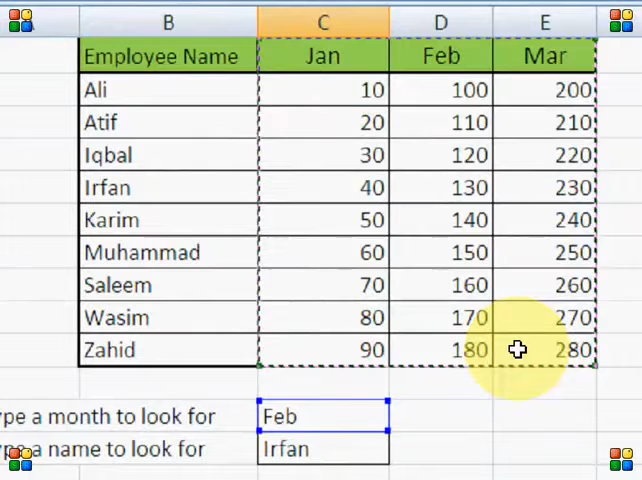 B C D E
Employee Name Jan Feb Mar
Ali 10 100 200
Atif 20 110 210
Iqbal 30 120 220
Irfan 40 130 230
Karim 50 140 240
Muhammad 60 150 250
Saleem 70 160 260
Wasim 80 170 270
Zahid 90 180 280
ype a month to look for Feb
ype a name to look for Irfan